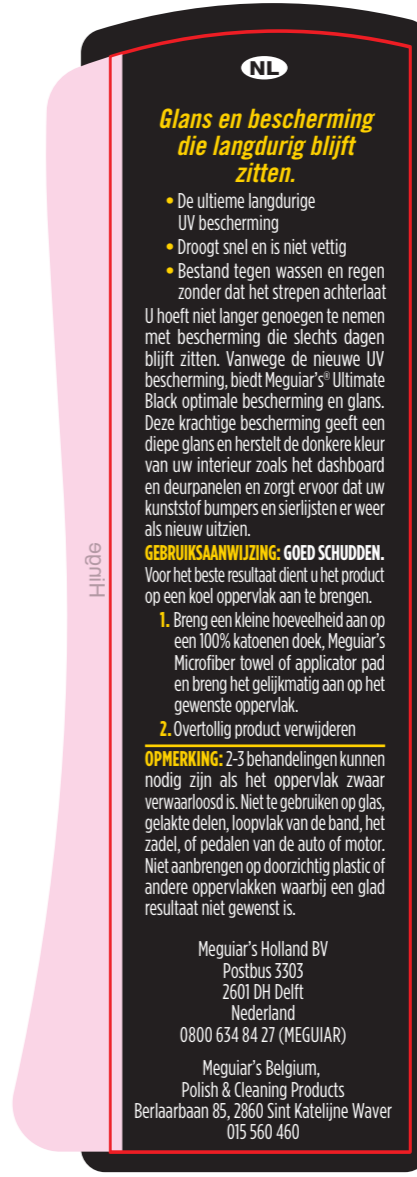 NL
Glans en bescherming
die langdurig blijft
zitten.
• De ultieme langdurige
UV bescherming
• Droogt snel en is niet vettig
• Bestand tegen wassen en regen
zonder dat het strepen achterlaat
U hoeft niet langer genoegen te nemen
met bescherming die slechts dagen
blijft zitten. Vanwege de nieuwe UV
bescherming, biedt Meguiar's® Ultimate
Black optimale bescherming en glans.
Deze krachtige bescherming geeft een
diepe glans en herstelt de donkere kleur
van uw interieur zoals het dashboard
en deurpanelen en zorgt ervoor dat uw
kunststof bumpers en sierlijsten er weer
als nieuw uitzien.
GEBRUIKSAANWIJZING: GOED SCHUDDEN.
Voor het beste resultaat dient u het product
op een koel oppervlak aan te brengen.
1. Breng een kleine hoeveelheid aan op
een 100% katoenen doek, Meguiar's
Microfiber towel of applicator pad
en breng het gelijkmatig aan op het
gewenste oppervlak.
2. Overtollig product verwijderen
OPMERKING: 2-3 behandelingen kunnen
nodig zijn als het oppervlak zwaar
verwaarloosd is. Niet te gebruiken op glas,
gelakte delen, loopvlak van de band, het
zadel, of pedalen van de auto of motor.
Niet aanbrengen op doorzichtig plastic of
andere oppervlakken waarbij een glad
resultaat niet gewenst is.
Meguiar's Holland BV
Postbus 3303
2601 DH Delft
Nederland
0800 634 84 27 (MEGUIAR)
Meguiar's Belgium,
Polish & Cleaning Products
Berlaarbaan 85, 2860 Sint Katelijne Waver
015 560 460
Hinge